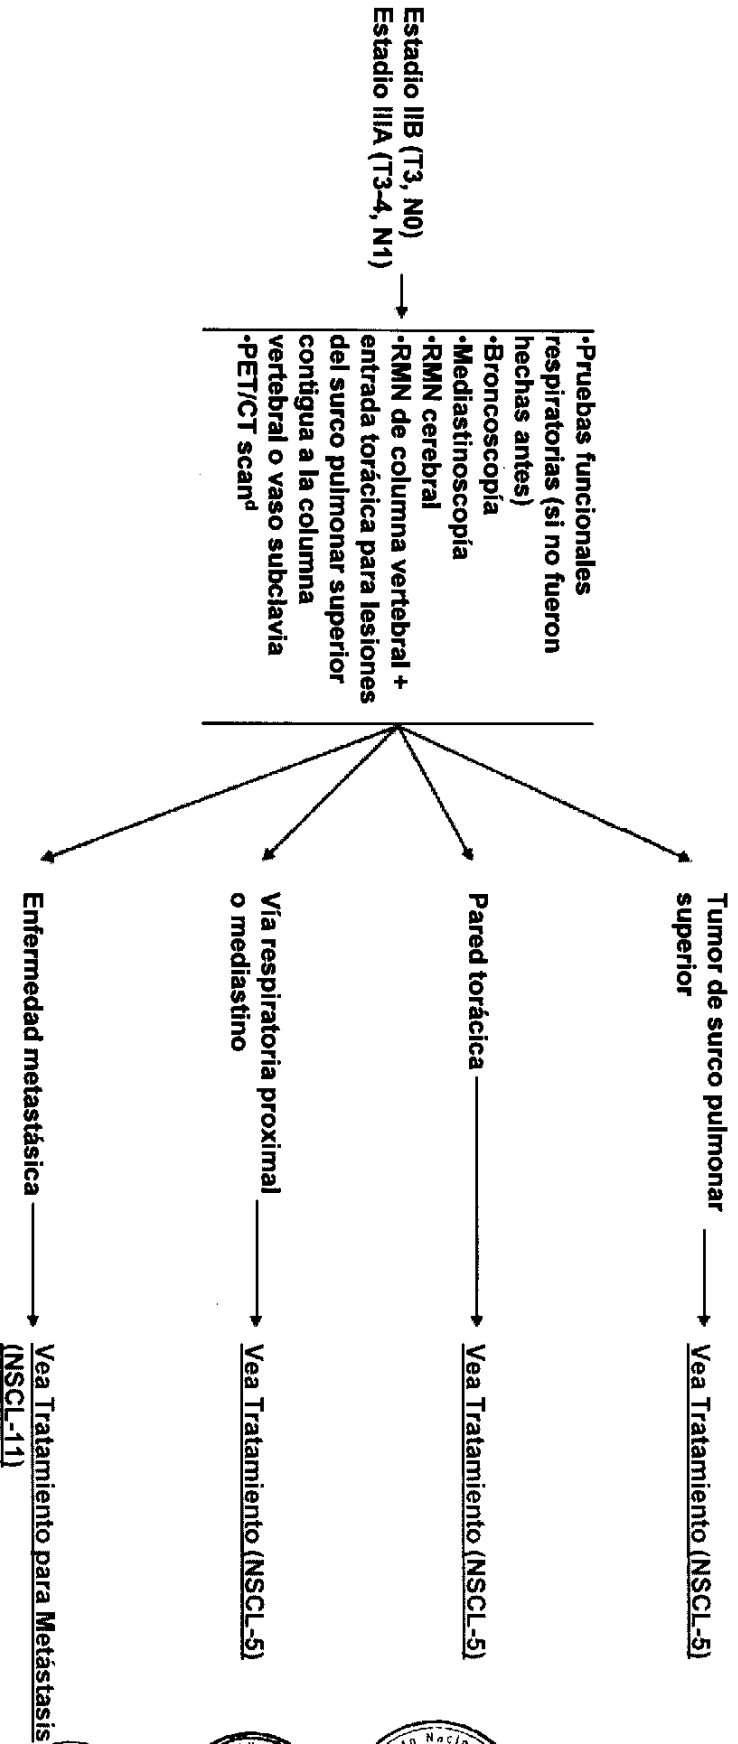 Estadio IIB (T3, N0)
Estadio IIIA (T3-4, N1)
•Pruebas funcionales
respiratorias (si no fueron
hechas antes)
•Broncoscopía
•Mediastinoscopía
•RMN cerebral
•RMN de columna vertebral +
entrada torácica para lesiones
del surco pulmonar superior
contigua a la columna
vertebral o vaso subclavia
•PET/CT scanᵈ
Tumor de surco pulmonar
superior
Vea Tratamiento (NSCL-5)
Pared torácica
Vea Tratamiento (NSCL-5)
Vía respiratoria proximal
o mediastino
Vea Tratamiento (NSCL-5)
Enfermedad metastásica
Vea Tratamiento para Metástasis
(NSCL-11)